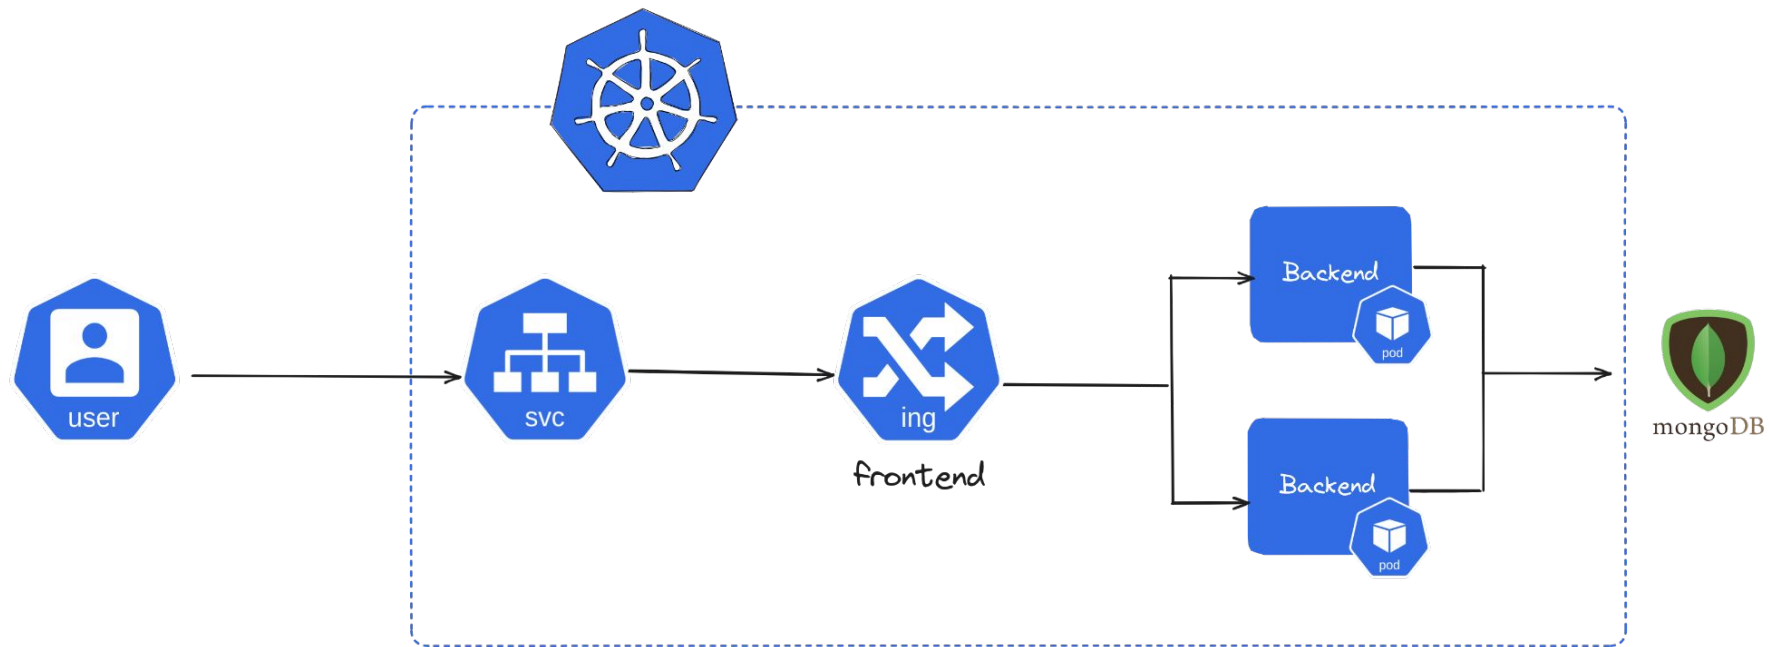 user
svc
ing
frontend
Backend
pod
Backend
pod
mongoDB